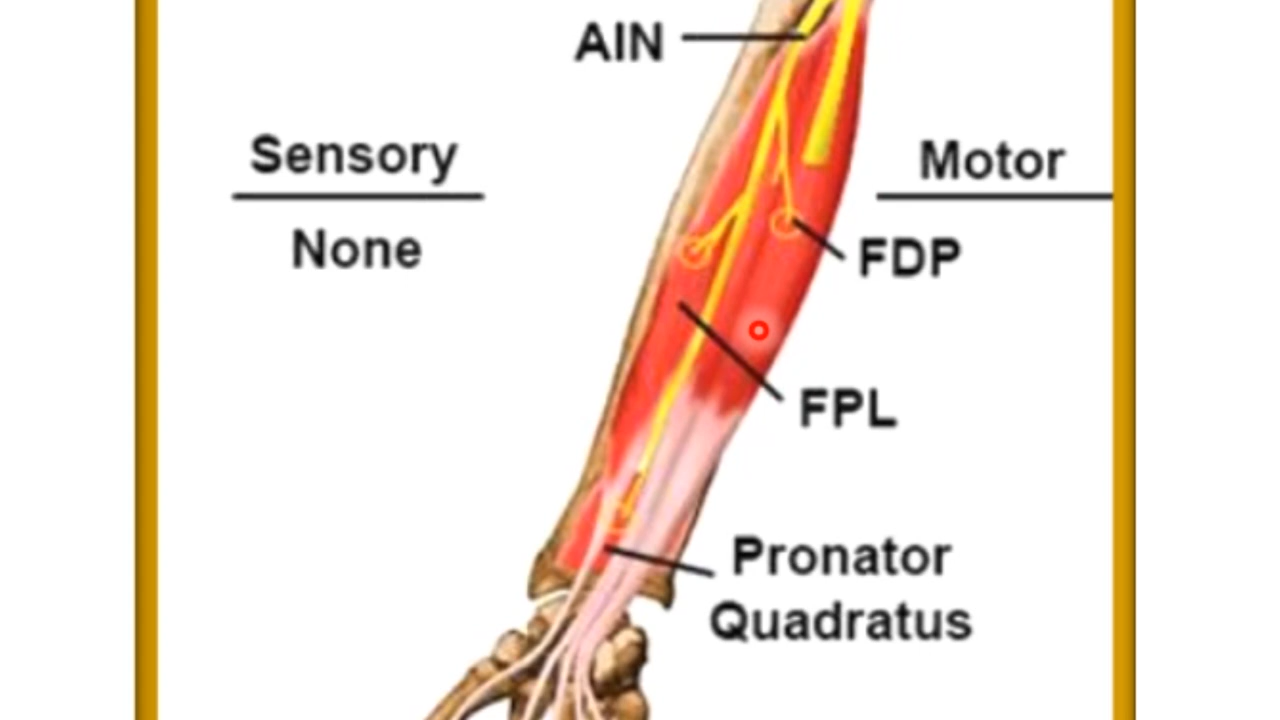 AIN
Sensory
Motor
None
FDP
FPL
Pronator
Quadratus